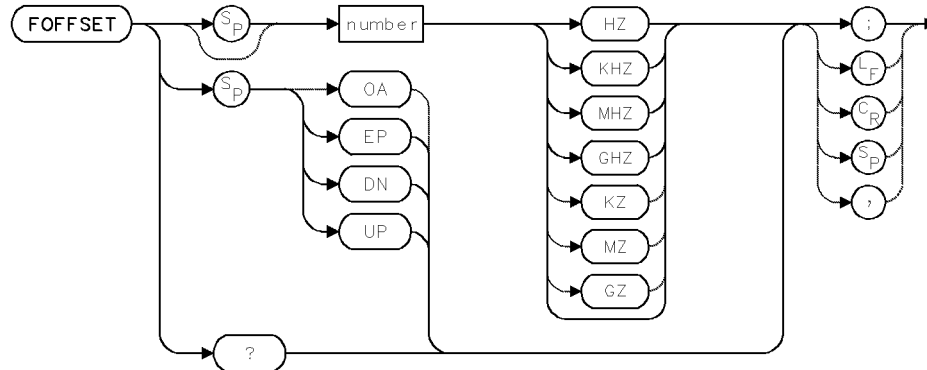 FOFFSET
SP
number
HZ
;
KHZ
LF
SP
OA
MHZ
CR
EP
GHZ
SP
DN
KZ
,
UP
MZ
GZ
?